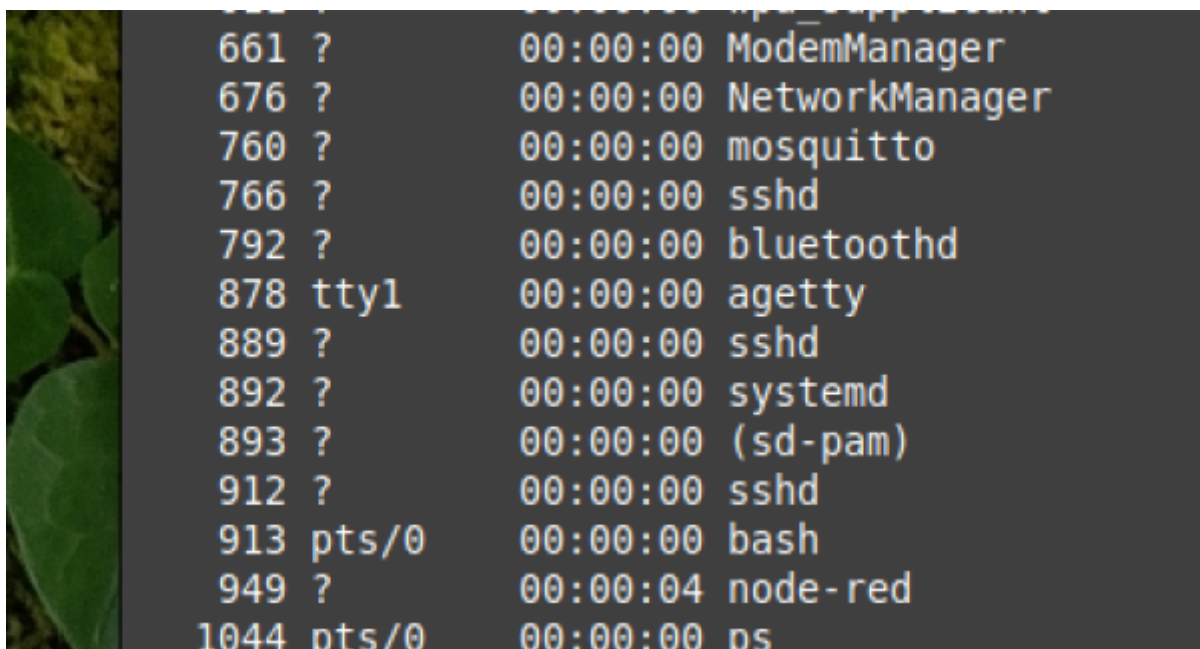 661 ? 00:00:00 ModemManager
676 ? 00:00:00 NetworkManager
760 ? 00:00:00 mosquitto
766 ? 00:00:00 sshd
792 ? 00:00:00 bluetoothd
878 tty1 00:00:00 agetty
889 ? 00:00:00 sshd
892 ? 00:00:00 systemd
893 ? 00:00:00 (sd-pam)
912 ? 00:00:00 sshd
913 pts/0 00:00:00 bash
949 ? 00:00:04 node-red
1044 pts/0 00:00:00 ps